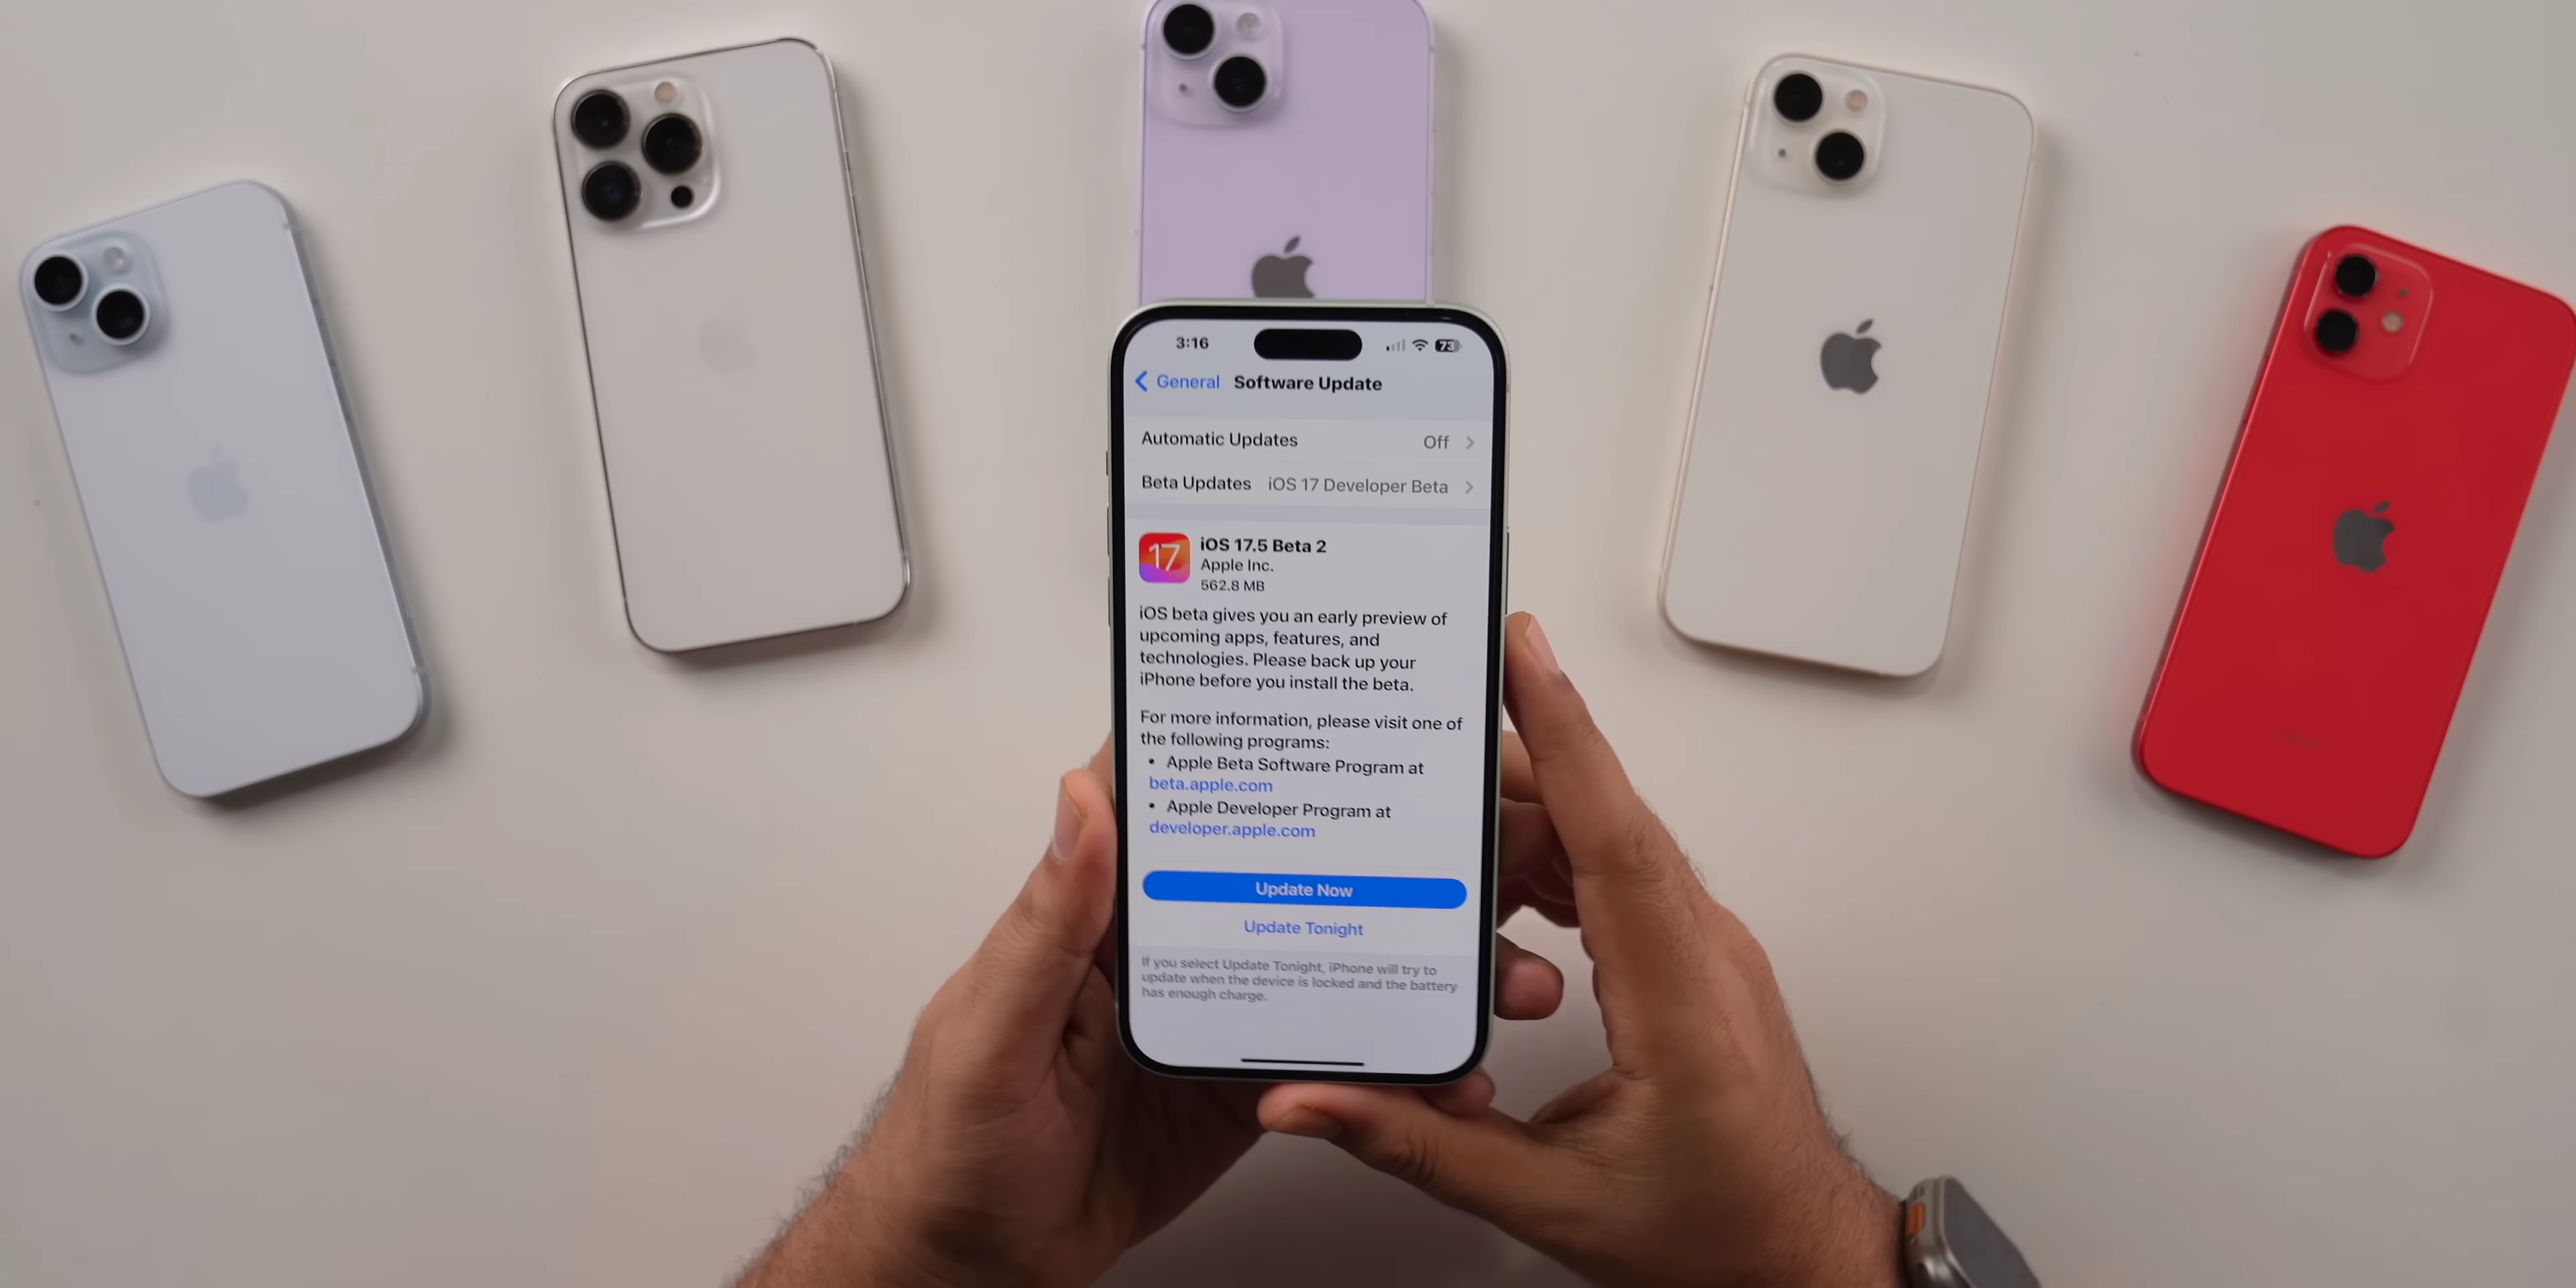 3:16
73
General Software Update
Automatic Updates Off
Beta Updates iOS 17 Developer Beta
17
iOS 17.5 Beta 2
Apple Inc.
562.8 MB
iOS beta gives you an early preview of
upcoming apps, features, and
technologies. Please back up your
iPhone before you install the beta.
For more information, please visit one of
the following programs:
• Apple Beta Software Program at
beta.apple.com
• Apple Developer Program at
developer.apple.com
Update Now
Update Tonight
If you select Update Tonight, iPhone will try to
update when the device is locked and the battery
has enough charge.